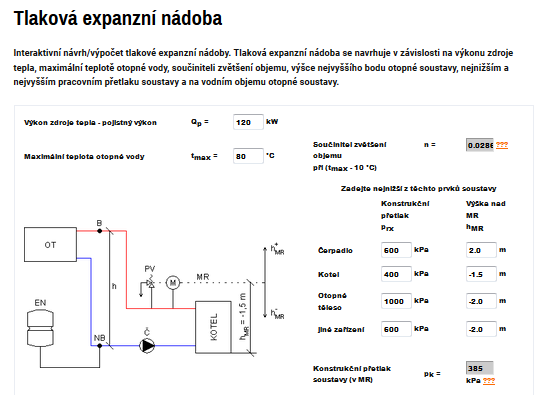 Tlaková expanzní nádoba
Interaktivní návrh/výpočet tlakové expanzní nádoby. Tlaková expanzní nádoba se navrhuje v závislosti na výkonu zdroje
tepla, maximální teplotě otopné vody, součiniteli zvětšení objemu, výšce nejvyššího bodu otopné soustavy, nejnižším a
nejvyšším pracovním přetlaku soustavy a na vodním objemu otopné soustavy.
Výkon zdroje tepla - pojistný výkon Qp = 120 kW
Maximální teplota otopné vody tmax = 80 °C
Součinitel zvětšení
objemu
při (tmax - 10 °C)
n = 0.0286 ???
Zadejte nejnižší z těchto prvků soustavy
Konstrukční
přetlak
Prx
Výška nad
MR
hMR
Čerpadlo 600 kPa 2.0 m
Kotel 400 kPa -1.5 m
Otopné
těleso
1000 kPa -2.0 m
Jiné zařízení 600 kPa -2.0 m
Konstrukční přetlak
soustavy (v MR)
pk = 385
kPa ???
B
OT
h
PV
M
MR
h+MR
h-MR
EN
NB
Č
KOTEL
hMR = -1,5 m